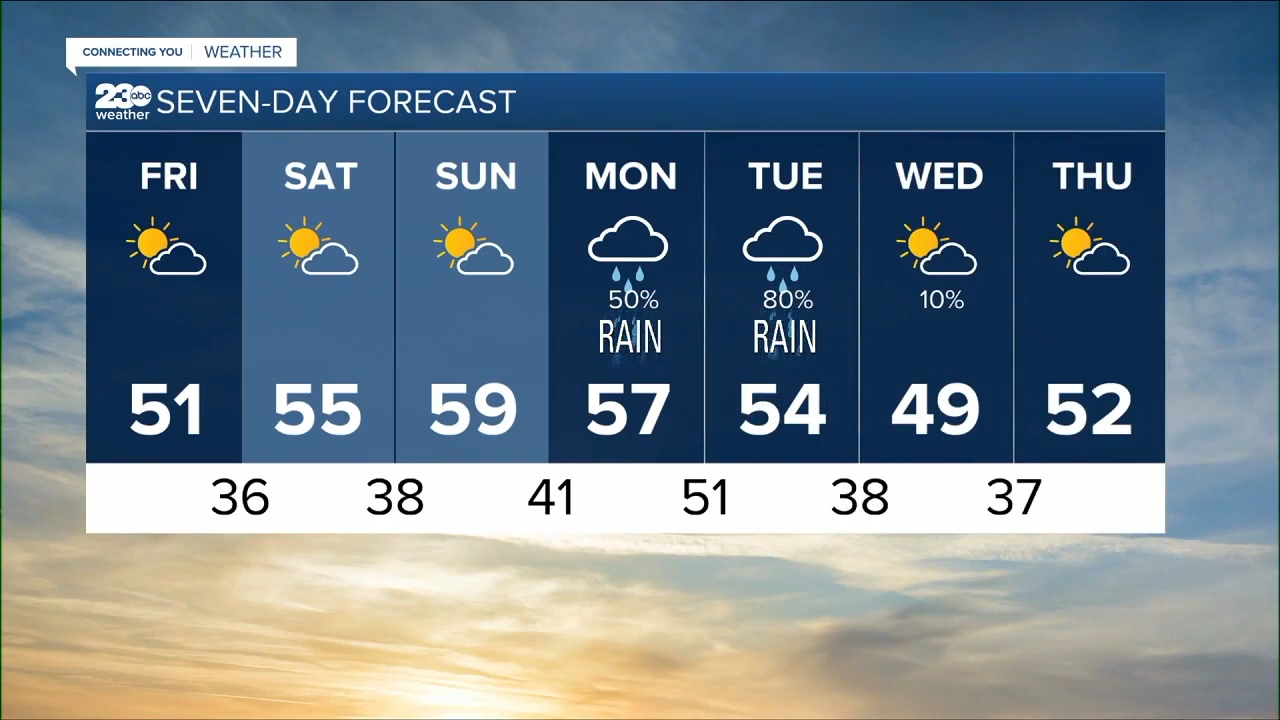 CONNECTING YOU | WEATHER
23 abc
weather
SEVEN-DAY FORECAST
FRI SAT SUN MON TUE WED THU
50% 80% 10%
RAIN RAIN
51 55 59 57 54 49 52
36 38 41 51 38 37